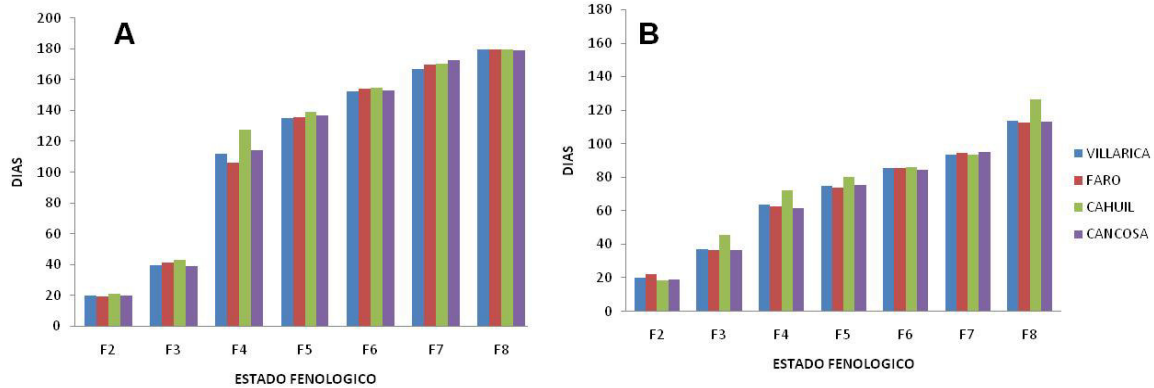 A
DIAS
200
180
160
140
120
100
80
60
40
20
0
F2 F3 F4 F5 F6 F7 F8
ESTADO FENOLOGICO
B
DIAS
180
160
140
120
100
80
60
40
20
0
F2 F3 F4 F5 F6 F7 F8
ESTADO FENOLOGICO
VILLARICA
FARO
CAHUIL
CANCOSA